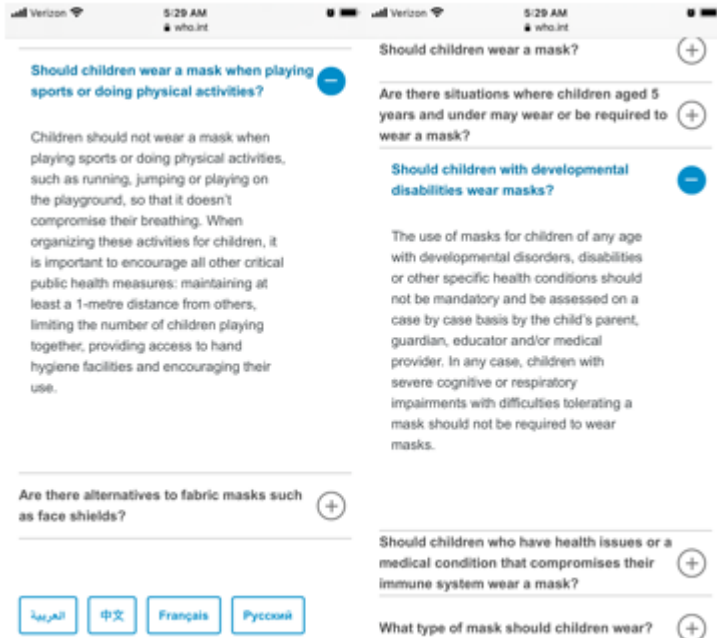 Verizon 5:29 AM
who.int
Should children wear a mask when playing
sports or doing physical activities?
Children should not wear a mask when
playing sports or doing physical activities,
such as running, jumping or playing on
the playground, so that it doesn't
compromise their breathing. When
organizing these activities for children, it
is important to encourage all other critical
public health measures: maintaining at
least a 1-metre distance from others,
limiting the number of children playing
together, providing access to hand
hygiene facilities and encouraging their
use.
Are there alternatives to fabric masks such
as face shields?
العربية 中文 Français Русский
Verizon 5:29 AM
who.int
Should children wear a mask?
Are there situations where children aged 5
years and under may wear or be required to
wear a mask?
Should children with developmental
disabilities wear masks?
The use of masks for children of any age
with developmental disorders, disabilities
or other specific health conditions should
not be mandatory and be assessed on a
case by case basis by the child's parent,
guardian, educator and/or medical
provider. In any case, children with
severe cognitive or respiratory
impairments with difficulties tolerating a
mask should not be required to wear
masks.
Should children who have health issues or a
medical condition that compromises their
immune system wear a mask?
What type of mask should children wear?